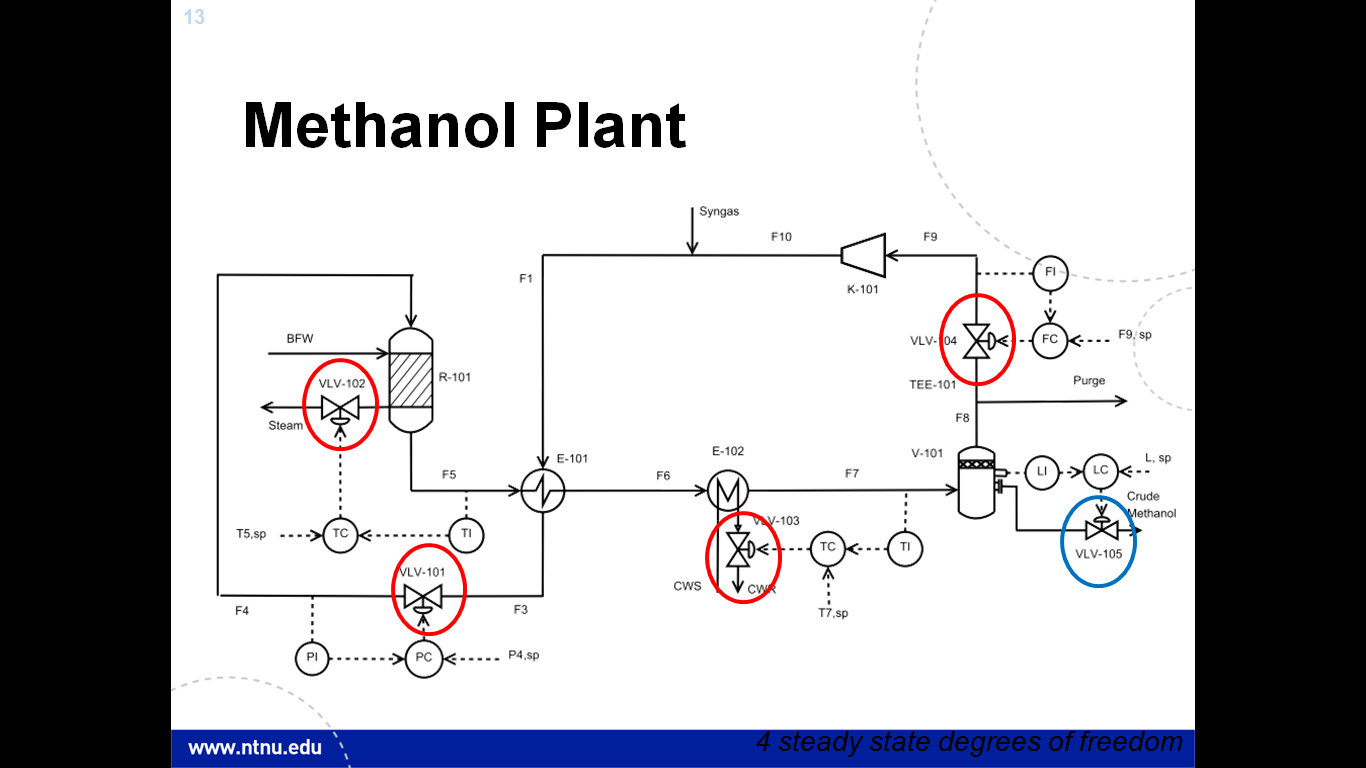 13
Methanol Plant
Syngas
F10
F9
F1
K-101
FI
BFW
VLV-104
FC
F9, sp
R-101
VLV-102
TEE-101
Purge
Steam
F8
E-101
E-102
V-101
L, sp
F5
F6
F7
LI
LC
Crude
Methanol
T5,sp
TC
TI
VLV-103
TC
TI
VLV-105
VLV-101
CWS
CWR
F4
F3
T7,sp
PI
PC
P4,sp
www.ntnu.edu
4 steady state degrees of freedom